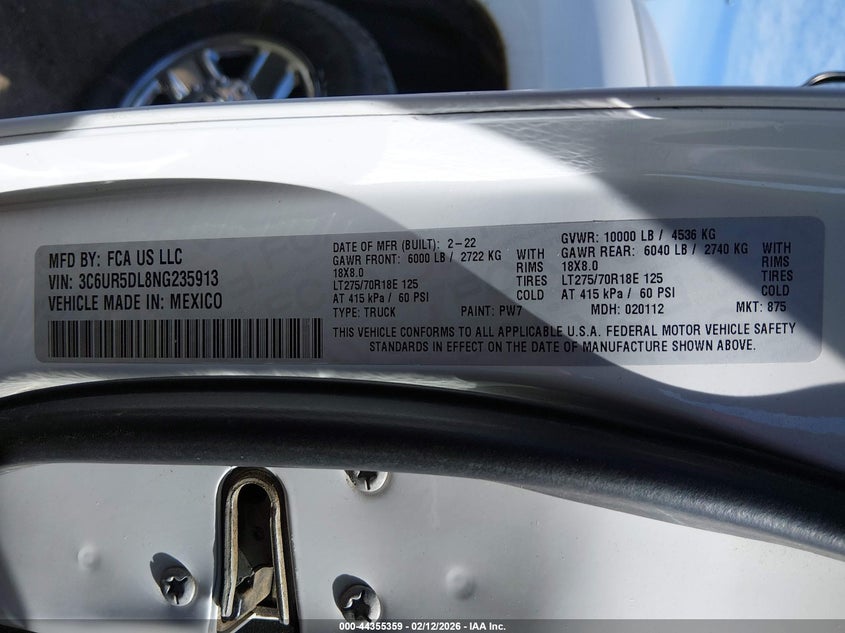 MFD BY: FCA US LLC
VIN: 3C6UR5DL8NG235913
VEHICLE MADE IN: MEXICO
DATE OF MFR (BUILT): 2-22
GAWR FRONT: 6000 LB / 2722 KG WITH
18X8.0 RIMS
LT275/70R18E 125 TIRES
AT 415 kPa / 60 PSI COLD
TYPE: TRUCK PAINT: PW7
GVWR: 10000 LB / 4536 KG
GAWR REAR: 6040 LB / 2740 KG WITH
18X8.0 RIMS
LT275/70R18E 125 TIRES
AT 415 kPa / 60 PSI COLD
MDH: 020112 MKT: 875
THIS VEHICLE CONFORMS TO ALL APPLICABLE U.S.A. FEDERAL MOTOR VEHICLE SAFETY
STANDARDS IN EFFECT ON THE DATE OF MANUFACTURE SHOWN ABOVE.
000-44355359 - 02/12/2026 - IAA Inc.